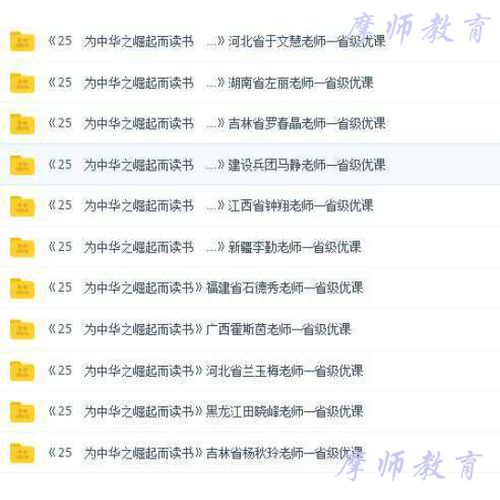 摩师教育
《25 为中华之崛起而读书 ...》河北省于文慧老师—省级优课
《25 为中华之崛起而读书 ...》湖南省左丽老师—省级优课
《25 为中华之崛起而读书 ...》吉林省罗春晶老师—省级优课
《25 为中华之崛起而读书 ...》建设兵团马静老师—省级优课
《25 为中华之崛起而读书 ...》江西省钟翔老师—省级优课
《25 为中华之崛起而读书 ...》新疆李勤老师—省级优课
《25 为中华之崛起而读书》福建省石德秀老师—省级优课
《25 为中华之崛起而读书》广西霍斯茵老师—省级优课
《25 为中华之崛起而读书》河北省兰玉梅老师—省级优课
《25 为中华之崛起而读书》黑龙江田晓峰老师—省级优课
《25 为中华之崛起而读书》吉林省杨秋玲老师—省级优课
摩师教育